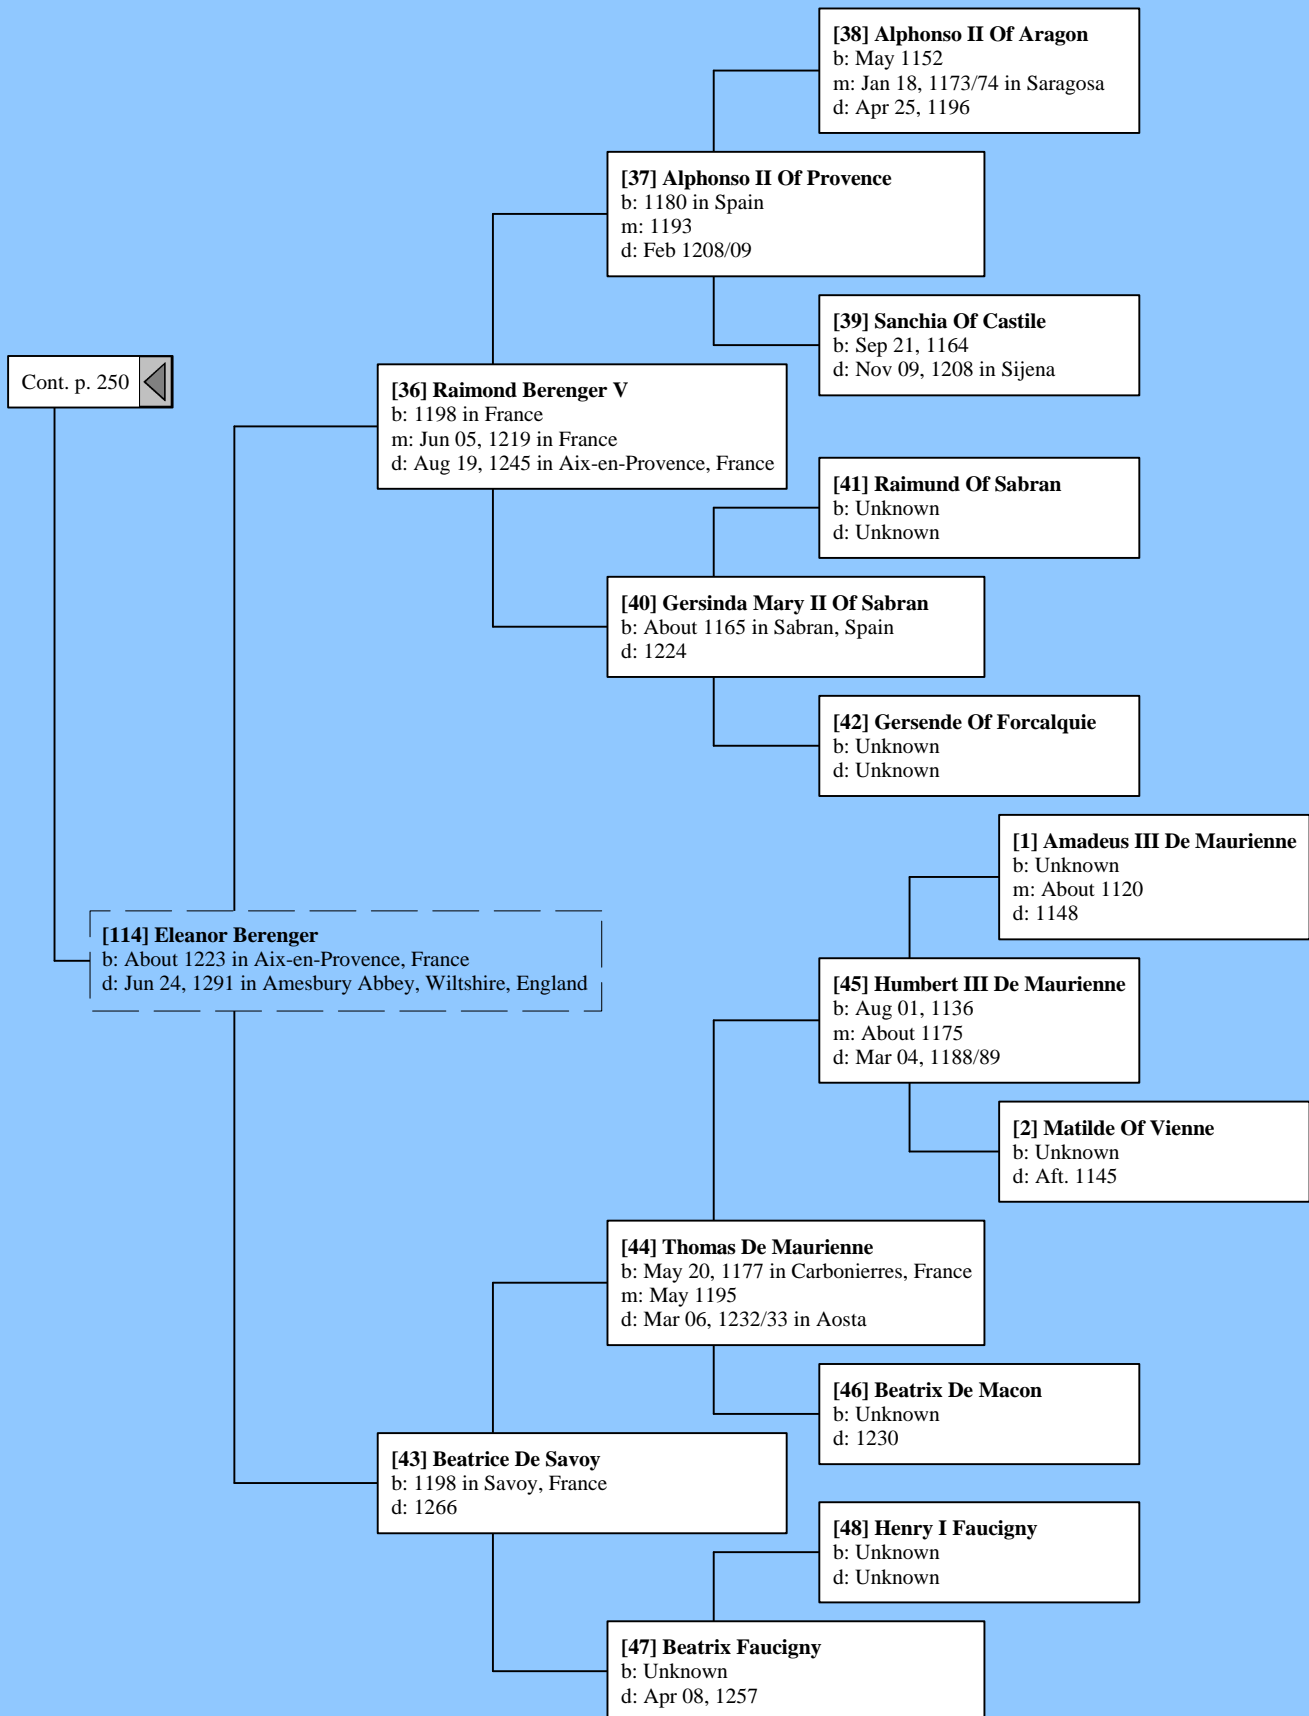 [38] Alphonso II Of Aragon
b: May 1152
m: Jan 18, 1173/74 in Saragosa
d: Apr 25, 1196
[37] Alphonso II Of Provence
b: 1180 in Spain
m: 1193
d: Feb 1208/09
[39] Sanchia Of Castile
b: Sep 21, 1164
d: Nov 09, 1208 in Sijena
Cont. p. 250
[36] Raimond Berenger V
b: 1198 in France
m: Jun 05, 1219 in France
d: Aug 19, 1245 in Aix-en-Provence, France
[41] Raimund Of Sabran
b: Unknown
d: Unknown
[40] Gersinda Mary II Of Sabran
b: About 1165 in Sabran, Spain
d: 1224
[42] Gersende Of Forcalquie
b: Unknown
d: Unknown
[1] Amadeus III De Maurienne
b: Unknown
m: About 1120
d: 1148
[114] Eleanor Berenger
b: About 1223 in Aix-en-Provence, France
d: Jun 24, 1291 in Amesbury Abbey, Wiltshire, England
[45] Humbert III De Maurienne
b: Aug 01, 1136
m: About 1175
d: Mar 04, 1188/89
[2] Matilde Of Vienne
b: Unknown
d: Aft. 1145
[44] Thomas De Maurienne
b: May 20, 1177 in Carbonierres, France
m: May 1195
d: Mar 06, 1232/33 in Aosta
[46] Beatrix De Macon
b: Unknown
d: 1230
[43] Beatrice De Savoy
b: 1198 in Savoy, France
d: 1266
[48] Henry I Faucigny
b: Unknown
d: Unknown
[47] Beatrix Faucigny
b: Unknown
d: Apr 08, 1257